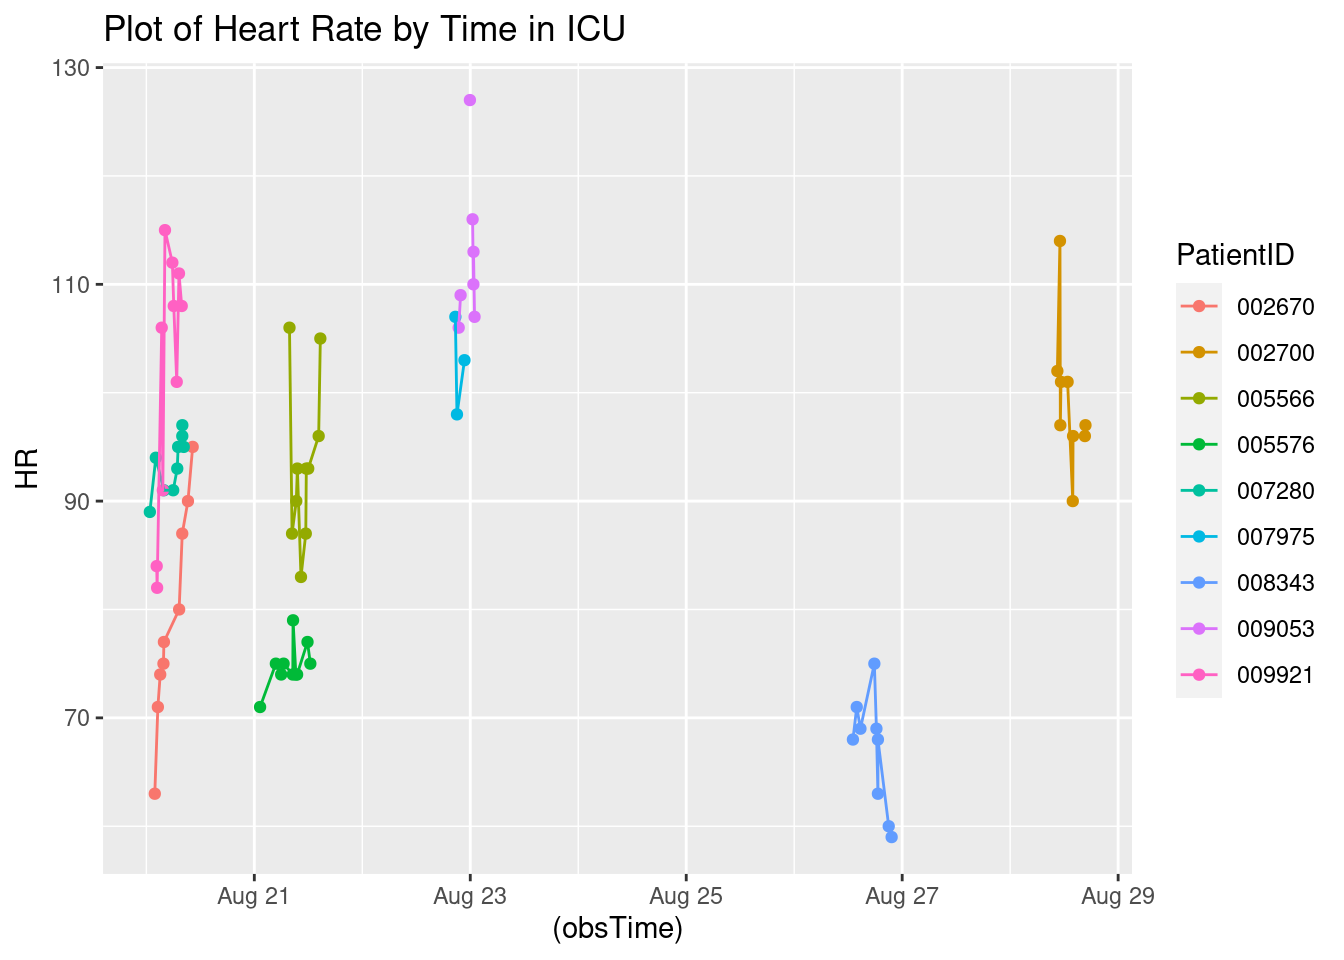 Plot of Heart Rate by Time in ICU
130
110
90
70
HR
Aug 21
Aug 23
Aug 25
Aug 27
Aug 29
(obsTime)
PatientID
002670
002700
005566
005576
007280
007975
008343
009053
009921